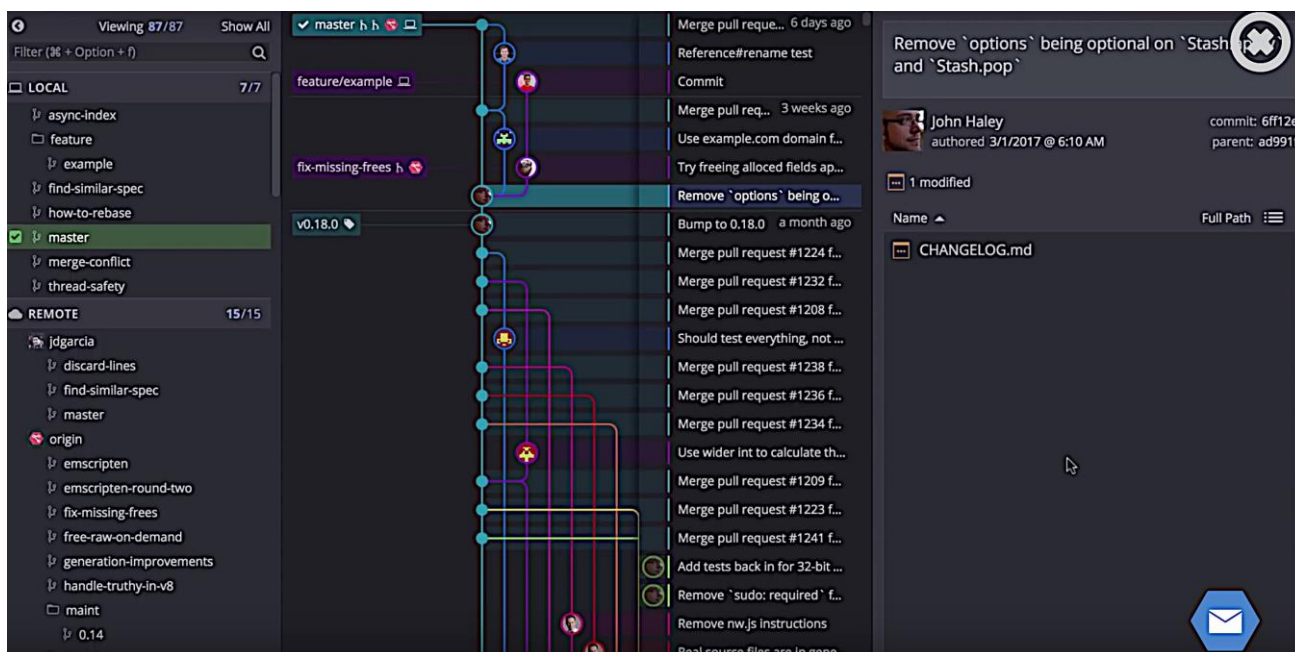 Viewing 87/87 Show All
Filter (⌘ + Option + f)
LOCAL 7/7
async-index
feature
example
find-similar-spec
how-to-rebase
master
merge-conflict
thread-safety
REMOTE 15/15
jdgarcia
discard-lines
find-similar-spec
master
origin
emscripten
emscripten-round-two
fix-missing-frees
free-raw-on-demand
generation-improvements
handle-truthy-in-v8
maint
0.14
master
feature/example
fix-missing-frees
v0.18.0
Merge pull reque... 6 days ago
Reference#rename test
Commit
Merge pull req... 3 weeks ago
Use example.com domain f...
Try freeing alloced fields ap...
Remove `options` being o...
Bump to 0.18.0 a month ago
Merge pull request #1224 f...
Merge pull request #1232 f...
Merge pull request #1208 f...
Should test everything, not ...
Merge pull request #1238 f...
Merge pull request #1236 f...
Merge pull request #1234 f...
Use wider int to calculate th...
Merge pull request #1209 f...
Merge pull request #1223 f...
Merge pull request #1241 f...
Add tests back in for 32-bit ...
Remove `sudo: required` f...
Remove nw.js instructions
Real source files are in gene...
Remove `options` being optional on `Stash
and `Stash.pop`
John Haley commit: 6ff12e
authored 3/1/2017 @ 6:10 AM parent: ad991
1 modified
Name Full Path
CHANGELOG.md